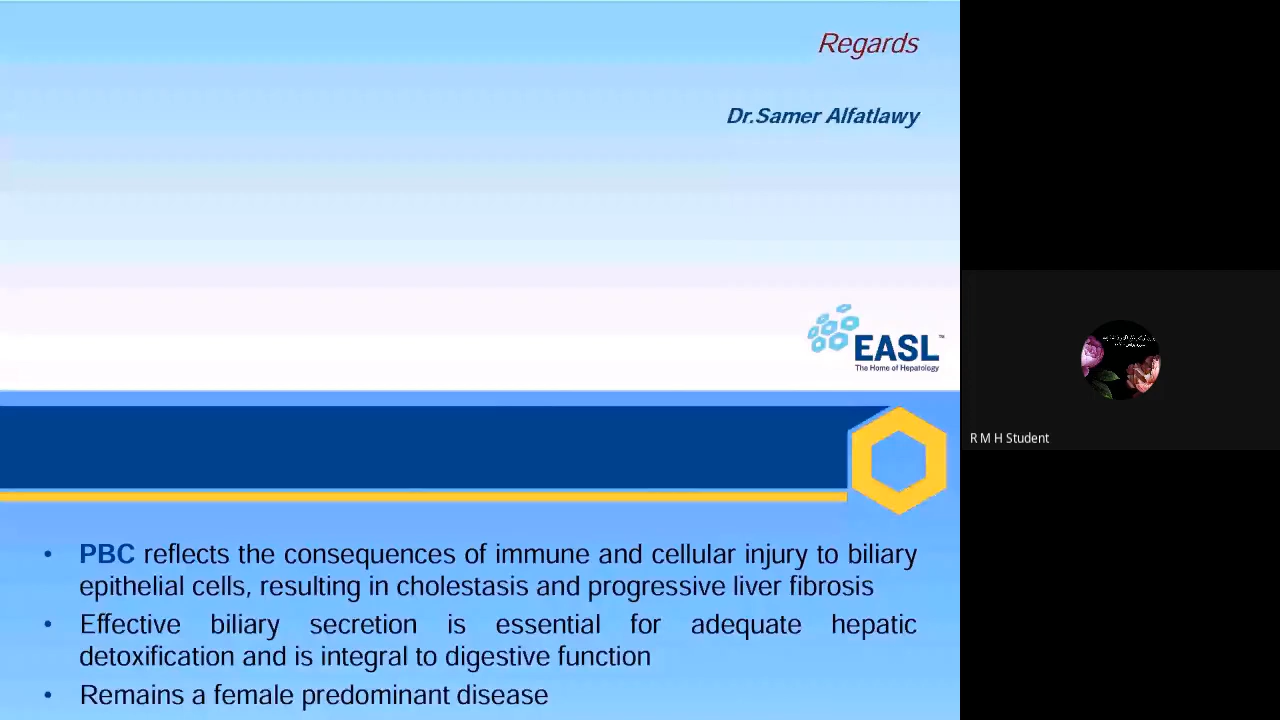 Regards
Dr.Samer Alfatlawy
EASL™
The Home of Hepatology
• PBC reflects the consequences of immune and cellular injury to biliary
epithelial cells, resulting in cholestasis and progressive liver fibrosis
• Effective biliary secretion is essential for adequate hepatic
detoxification and is integral to digestive function
• Remains a female predominant disease
R M H Student